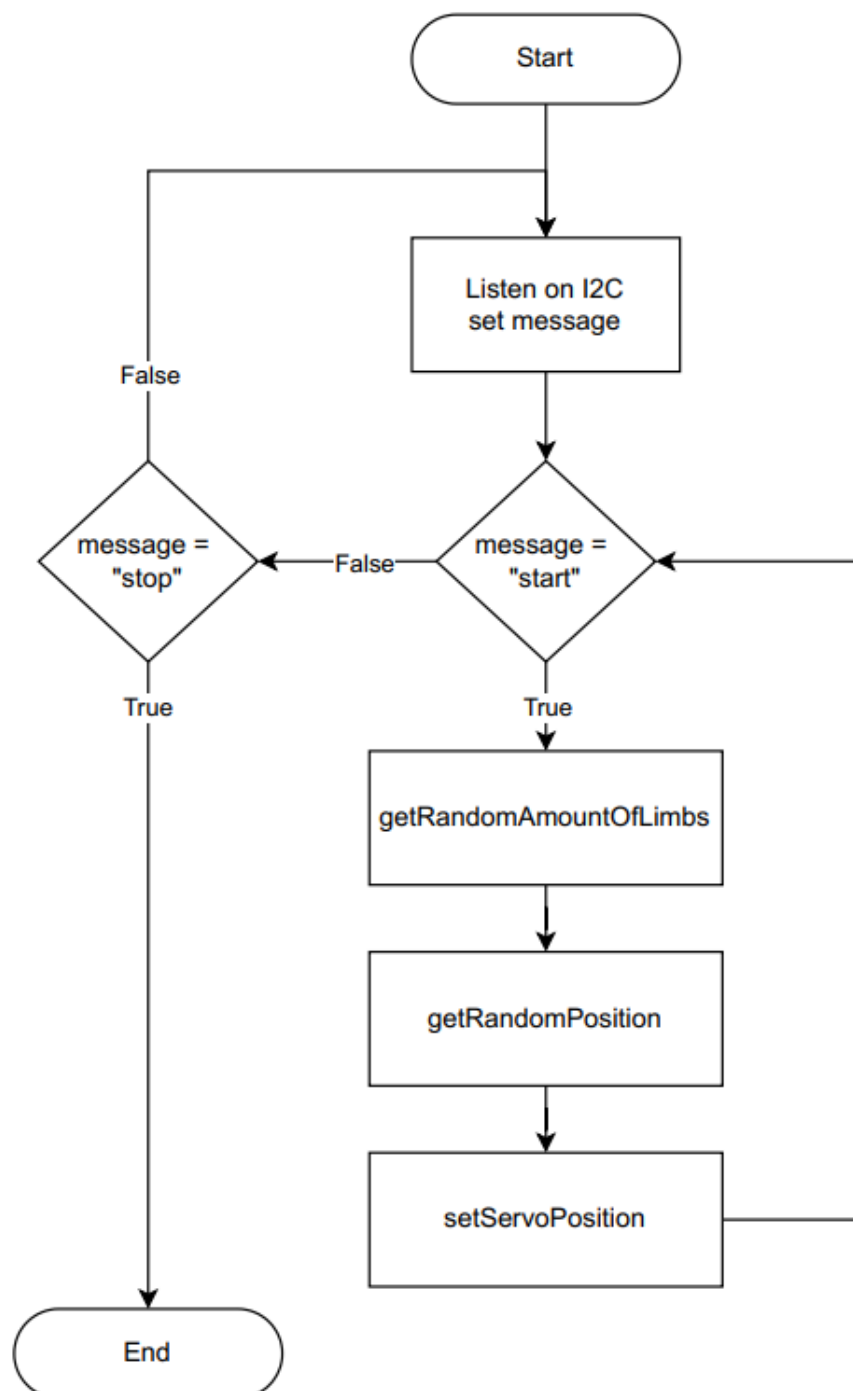 Start
Listen on I2C
set message
False
message =
"stop"
False
message =
"start"
True
True
getRandomAmountOfLimbs
getRandomPosition
setServoPosition
End